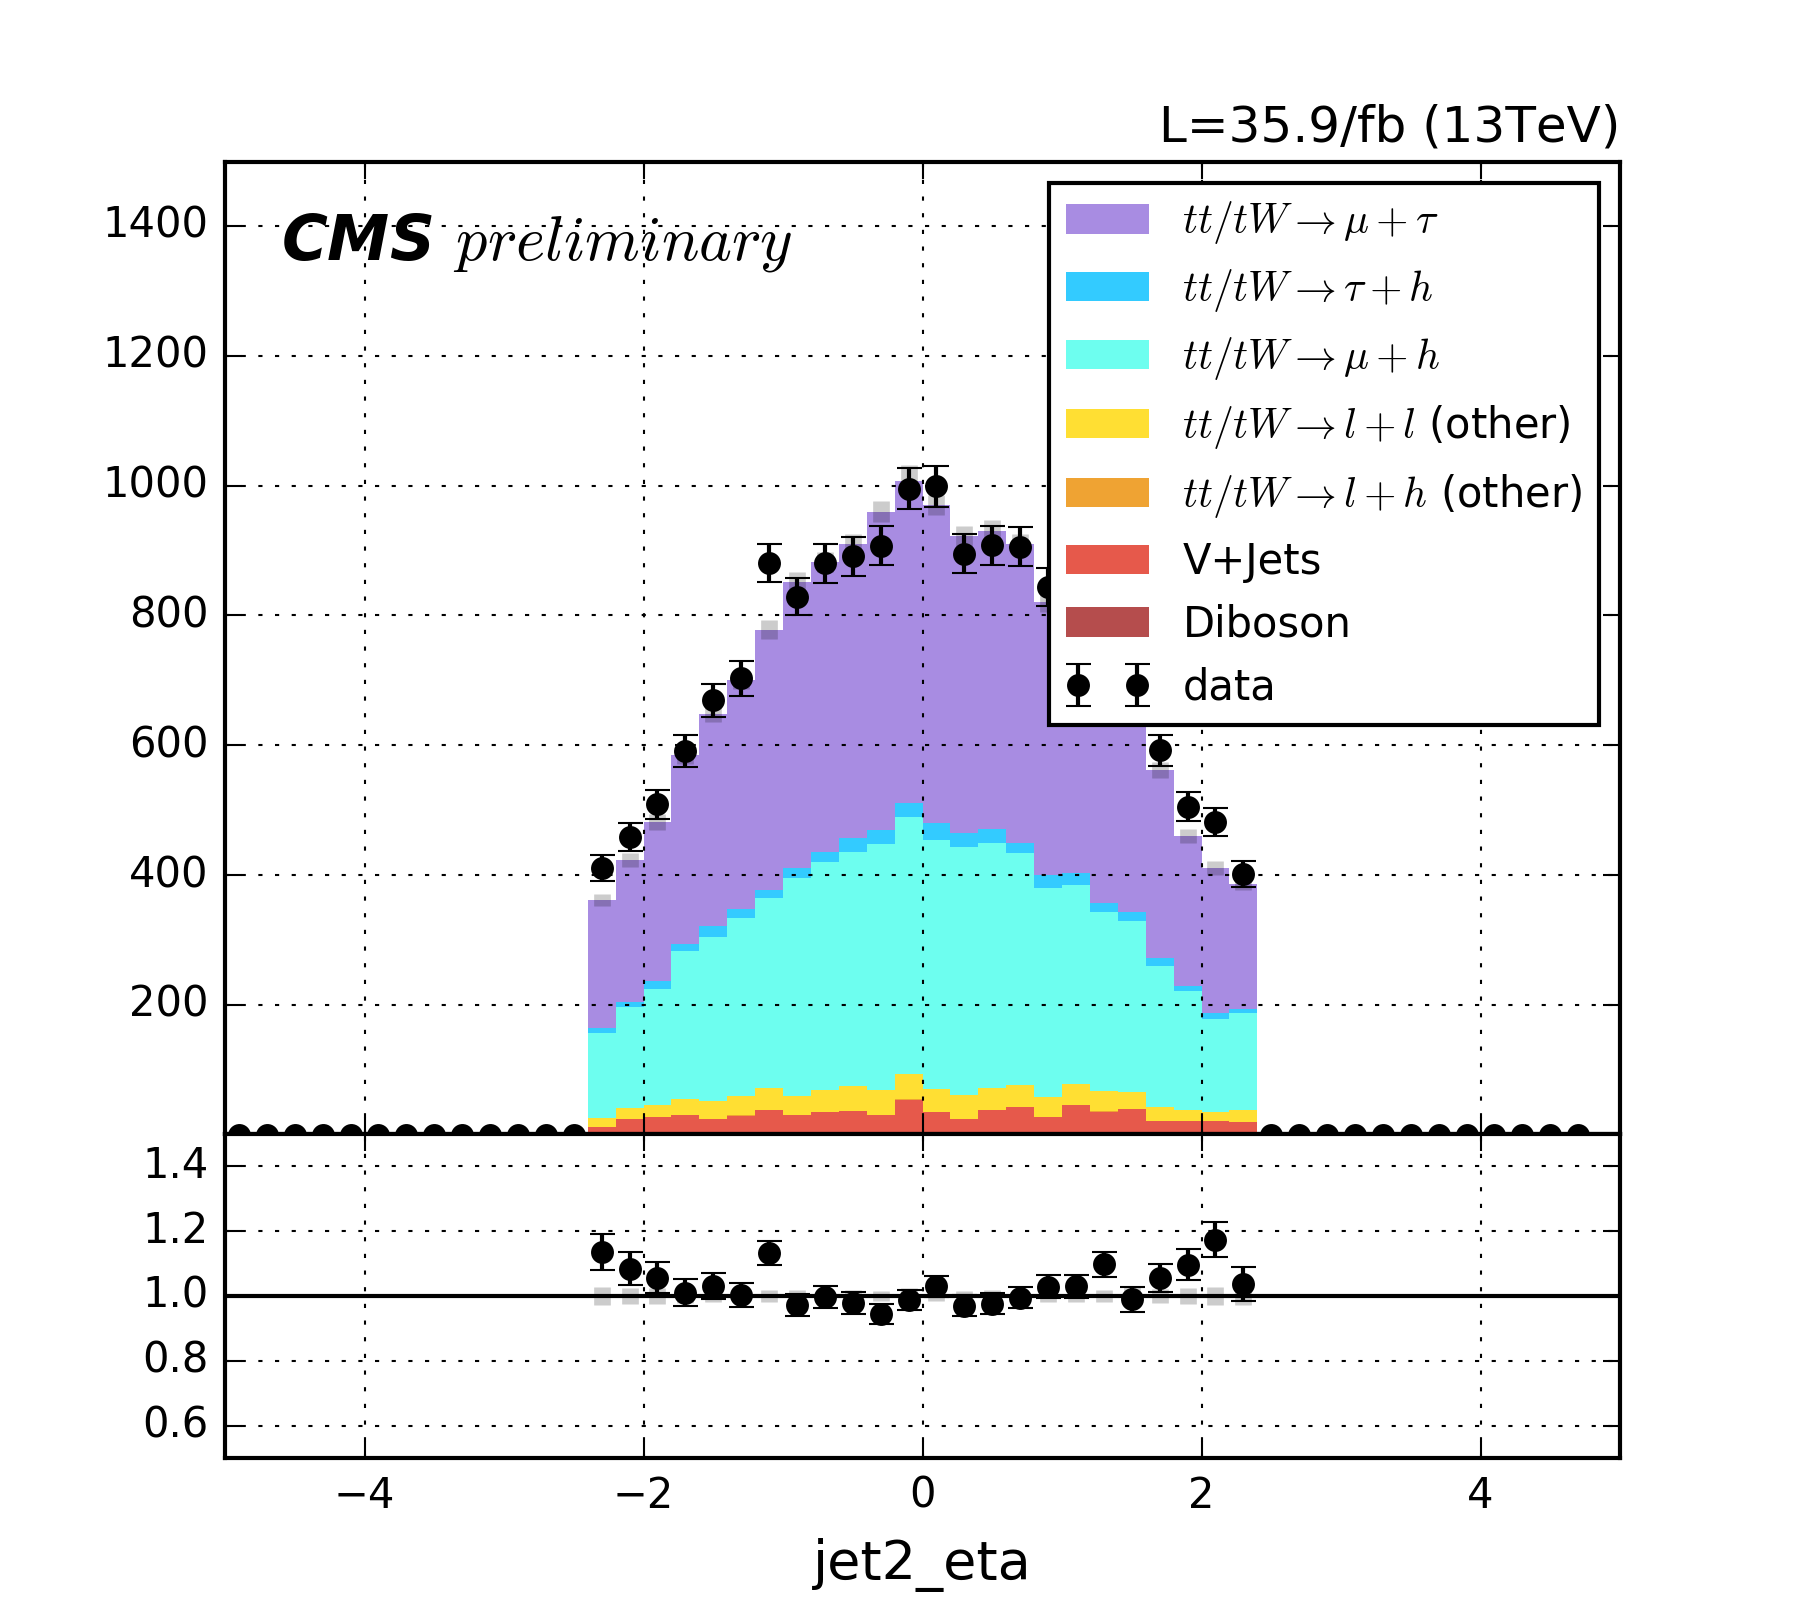 L=35.9/fb (13TeV)
CMS preliminary
1400
1200
1000
800
600
400
200
tt/tW→μ+τ
tt/tW→τ+h
tt/tW→μ+h
tt/tW→l+l (other)
tt/tW→l+h (other)
V+Jets
Diboson
data
1.4
1.2
1.0
0.8
0.6
−4 −2 0 2 4
jet2_eta